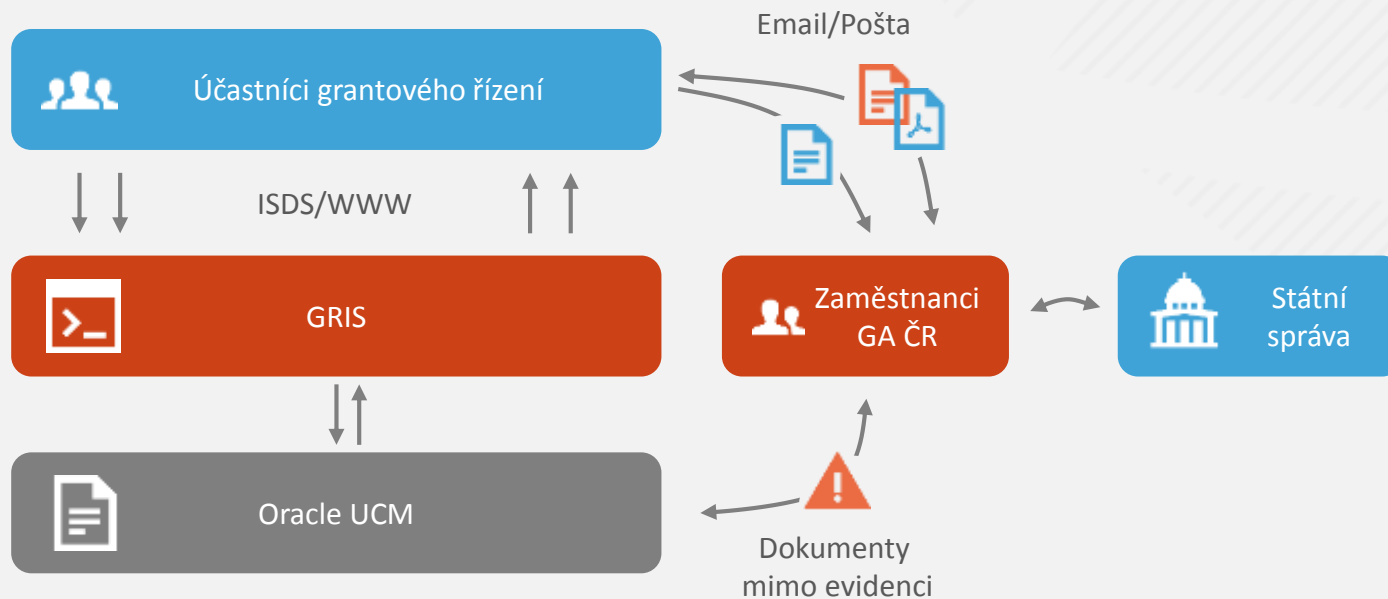 Email/Pošta
Účastníci grantového řízení
ISDS/WWW
GRIS
Zaměstnanci
GA ČR
Státní
správa
Oracle UCM
Dokumenty
mimo evidenci